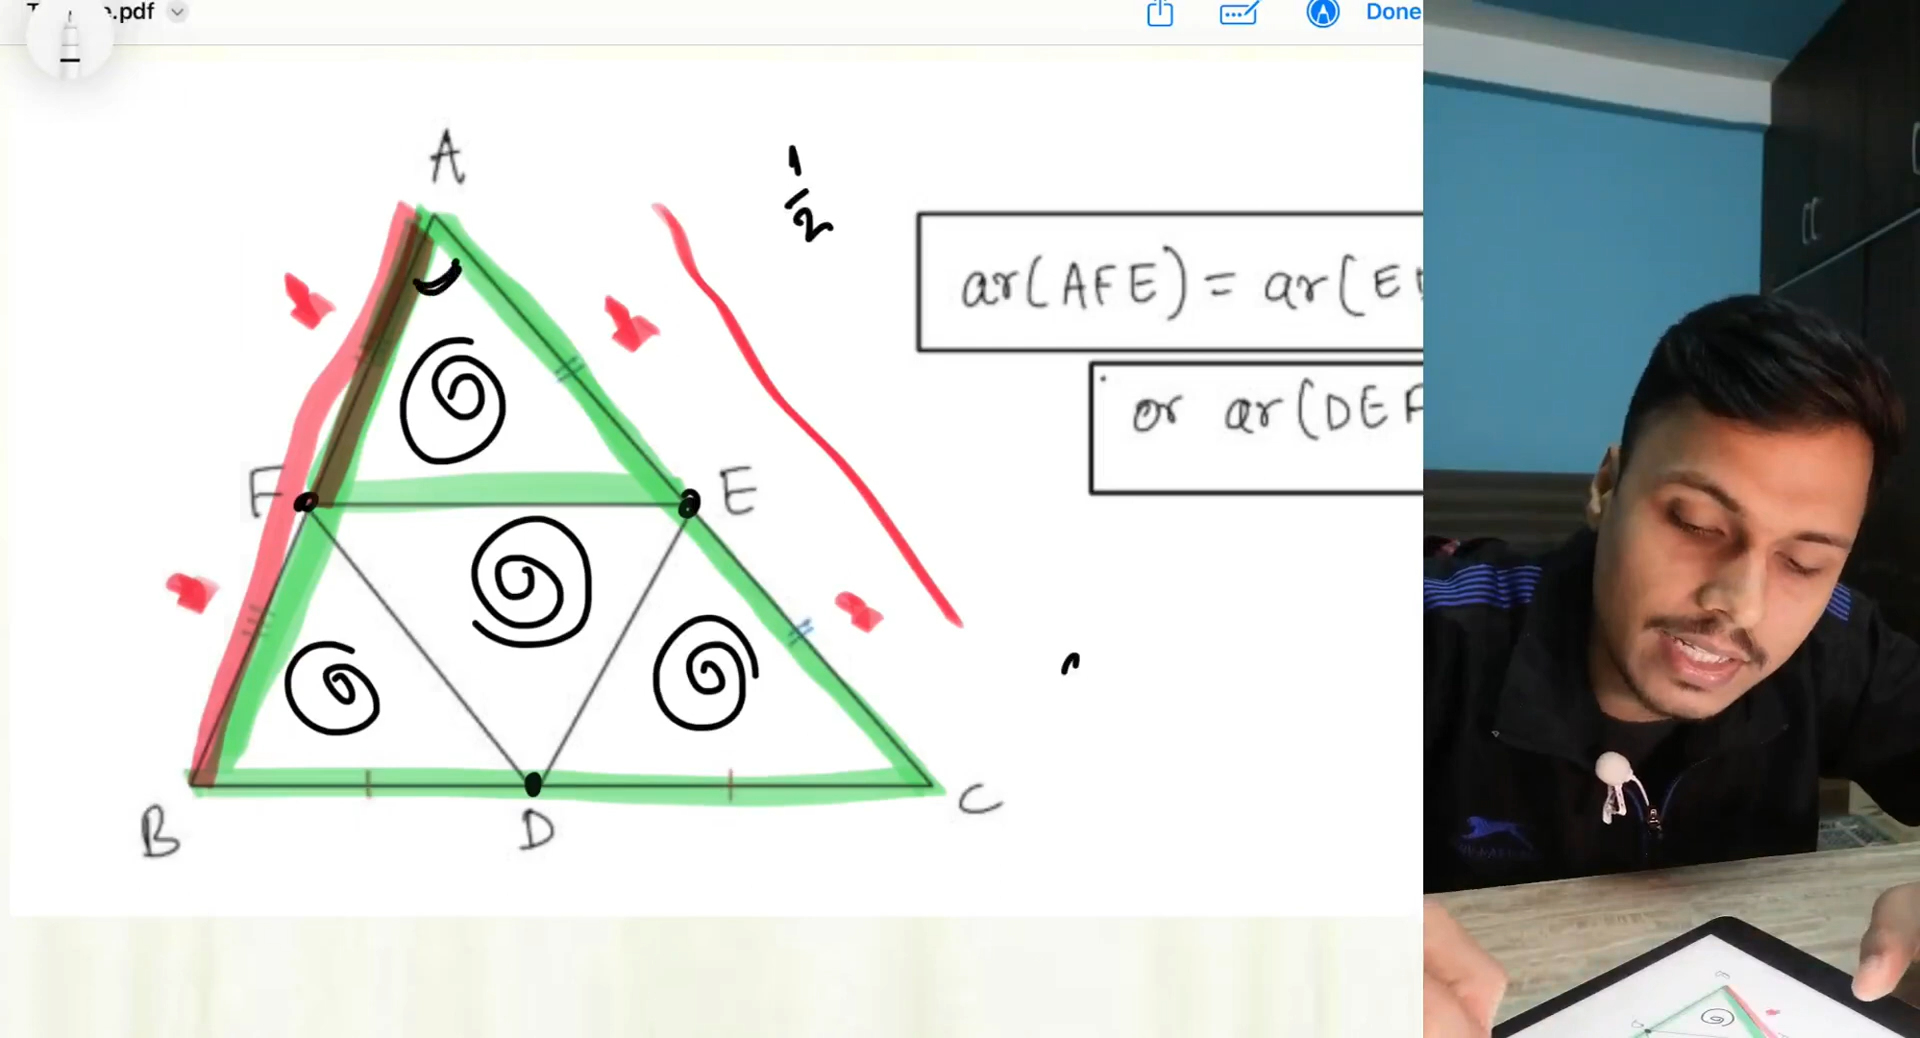 .pdf
Done
A
1
2
ar(AFE) = ar(E
or ar(DEF
F
E
B
D
C